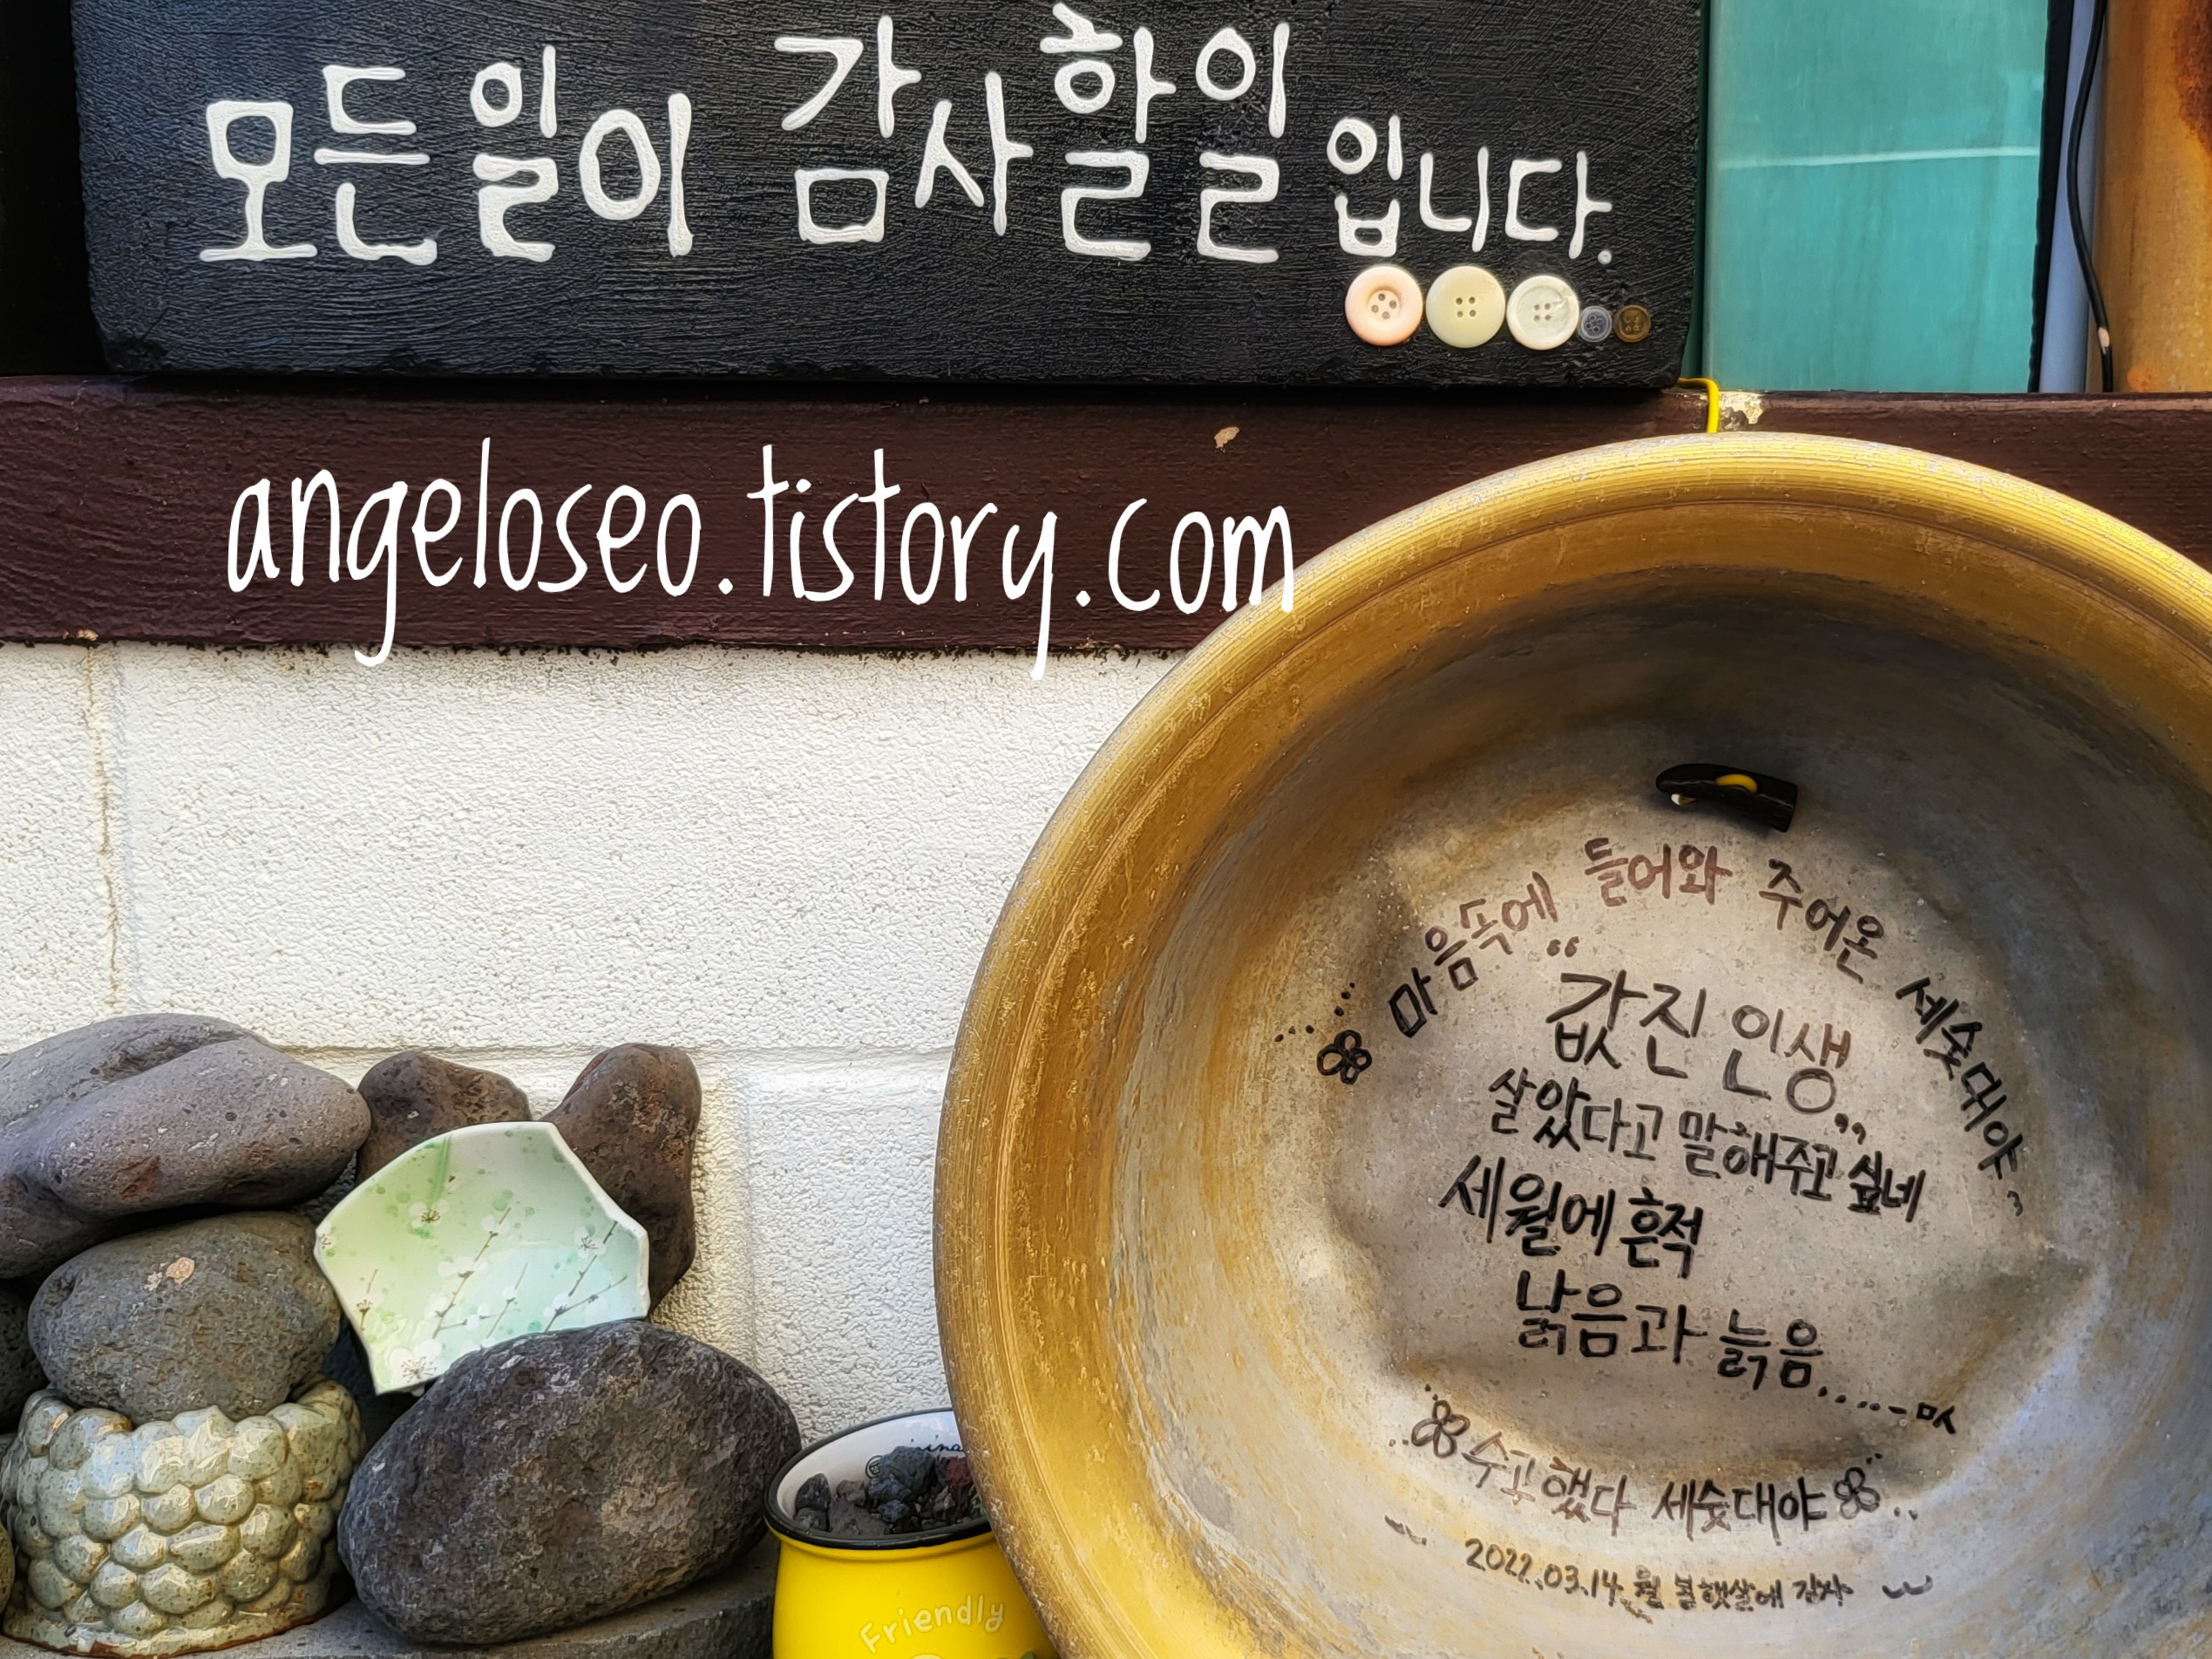 모든일이 감사할일입니다.
angeloseo.tistory.com
마음속에 들어와 주어온 세숫대야,,
"값진 인생"
살았다고 말해주고 싶네
세월에 흔적
낡음과 늙음......
수고했다 세숫대야
2022.03.14. 월 봄햇살에 감사
Friendly